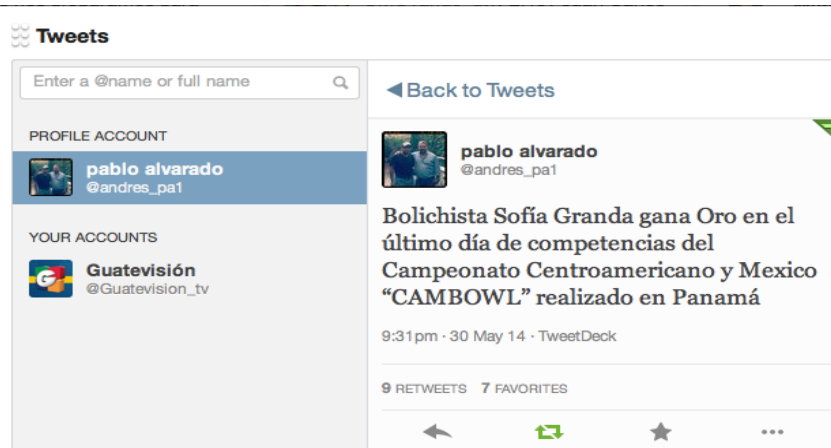 Tweets
Enter a @name or full name
PROFILE ACCOUNT
pablo alvarado
@andres_pa1
YOUR ACCOUNTS
Guatevisión
@Guatevision_tv
Back to Tweets
pablo alvarado
@andres_pa1
Bolichista Sofía Granda gana Oro en el
último día de competencias del
Campeonato Centroamericano y Mexico
“CAMBOWL” realizado en Panamá
9:31pm · 30 May 14 · TweetDeck
9 RETWEETS 7 FAVORITES